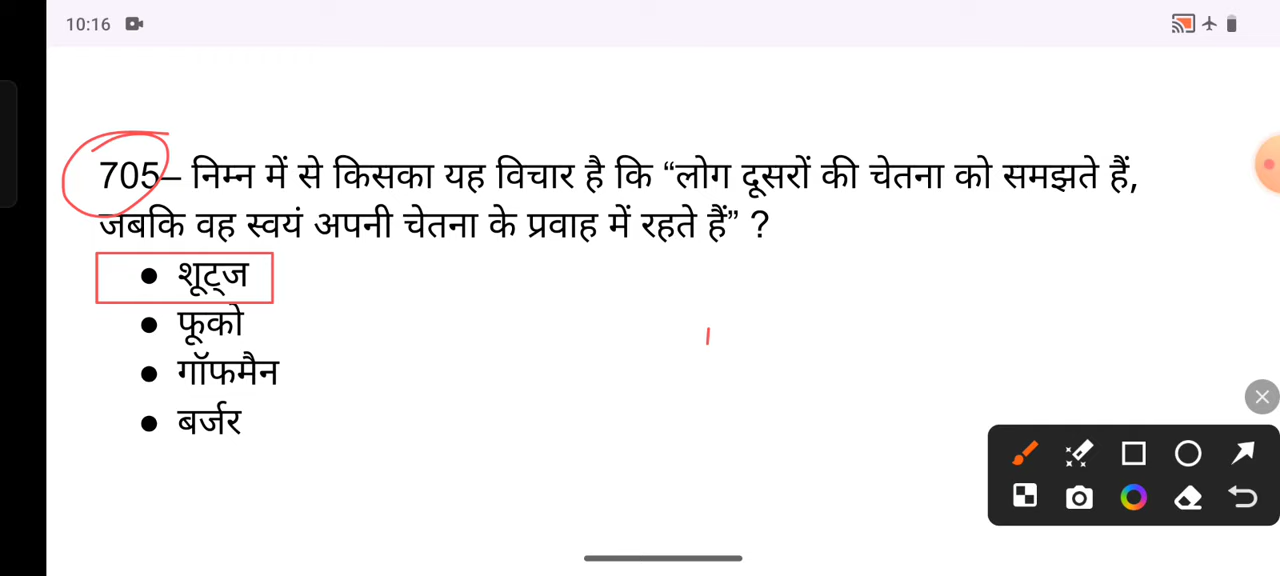 10:16
705– निम्न में से किसका यह विचार है कि “लोग दूसरों की चेतना को समझते हैं,
जबकि वह स्वयं अपनी चेतना के प्रवाह में रहते हैं” ?
● शूट्ज
● फूको
● गॉफमैन
● बर्जर